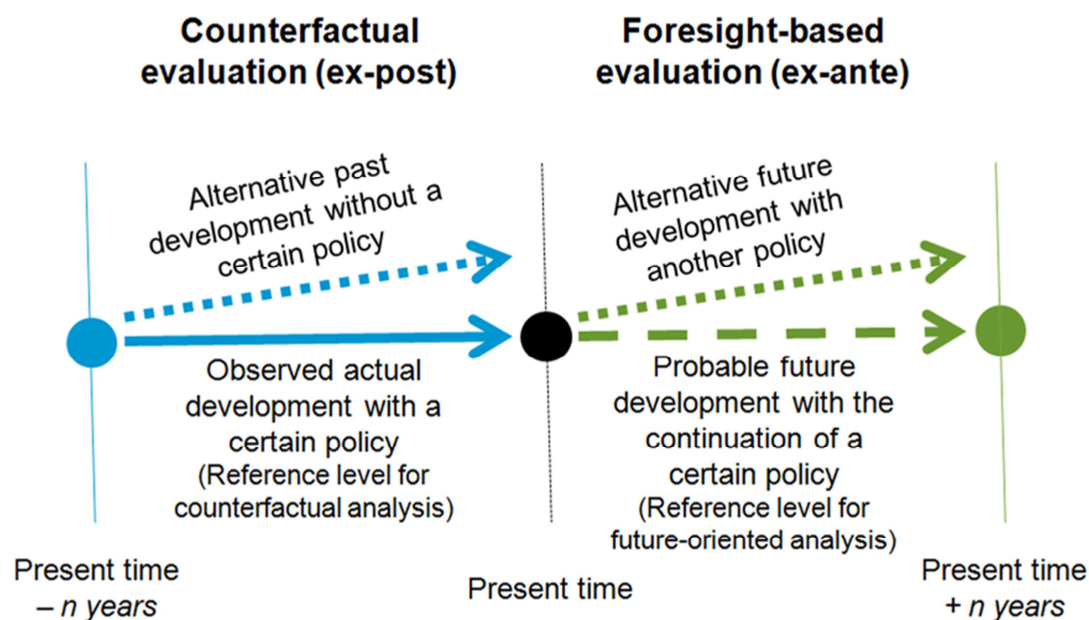 Counterfactual
evaluation (ex-post)
Foresight-based
evaluation (ex-ante)
Alternative past
development without a
certain policy
Alternative future
development with
another policy
Observed actual
development with a
certain policy
(Reference level for
counterfactual analysis)
Probable future
development with the
continuation of a
certain policy
(Reference level for
future-oriented analysis)
Present time
– n years
Present time
Present time
+ n years